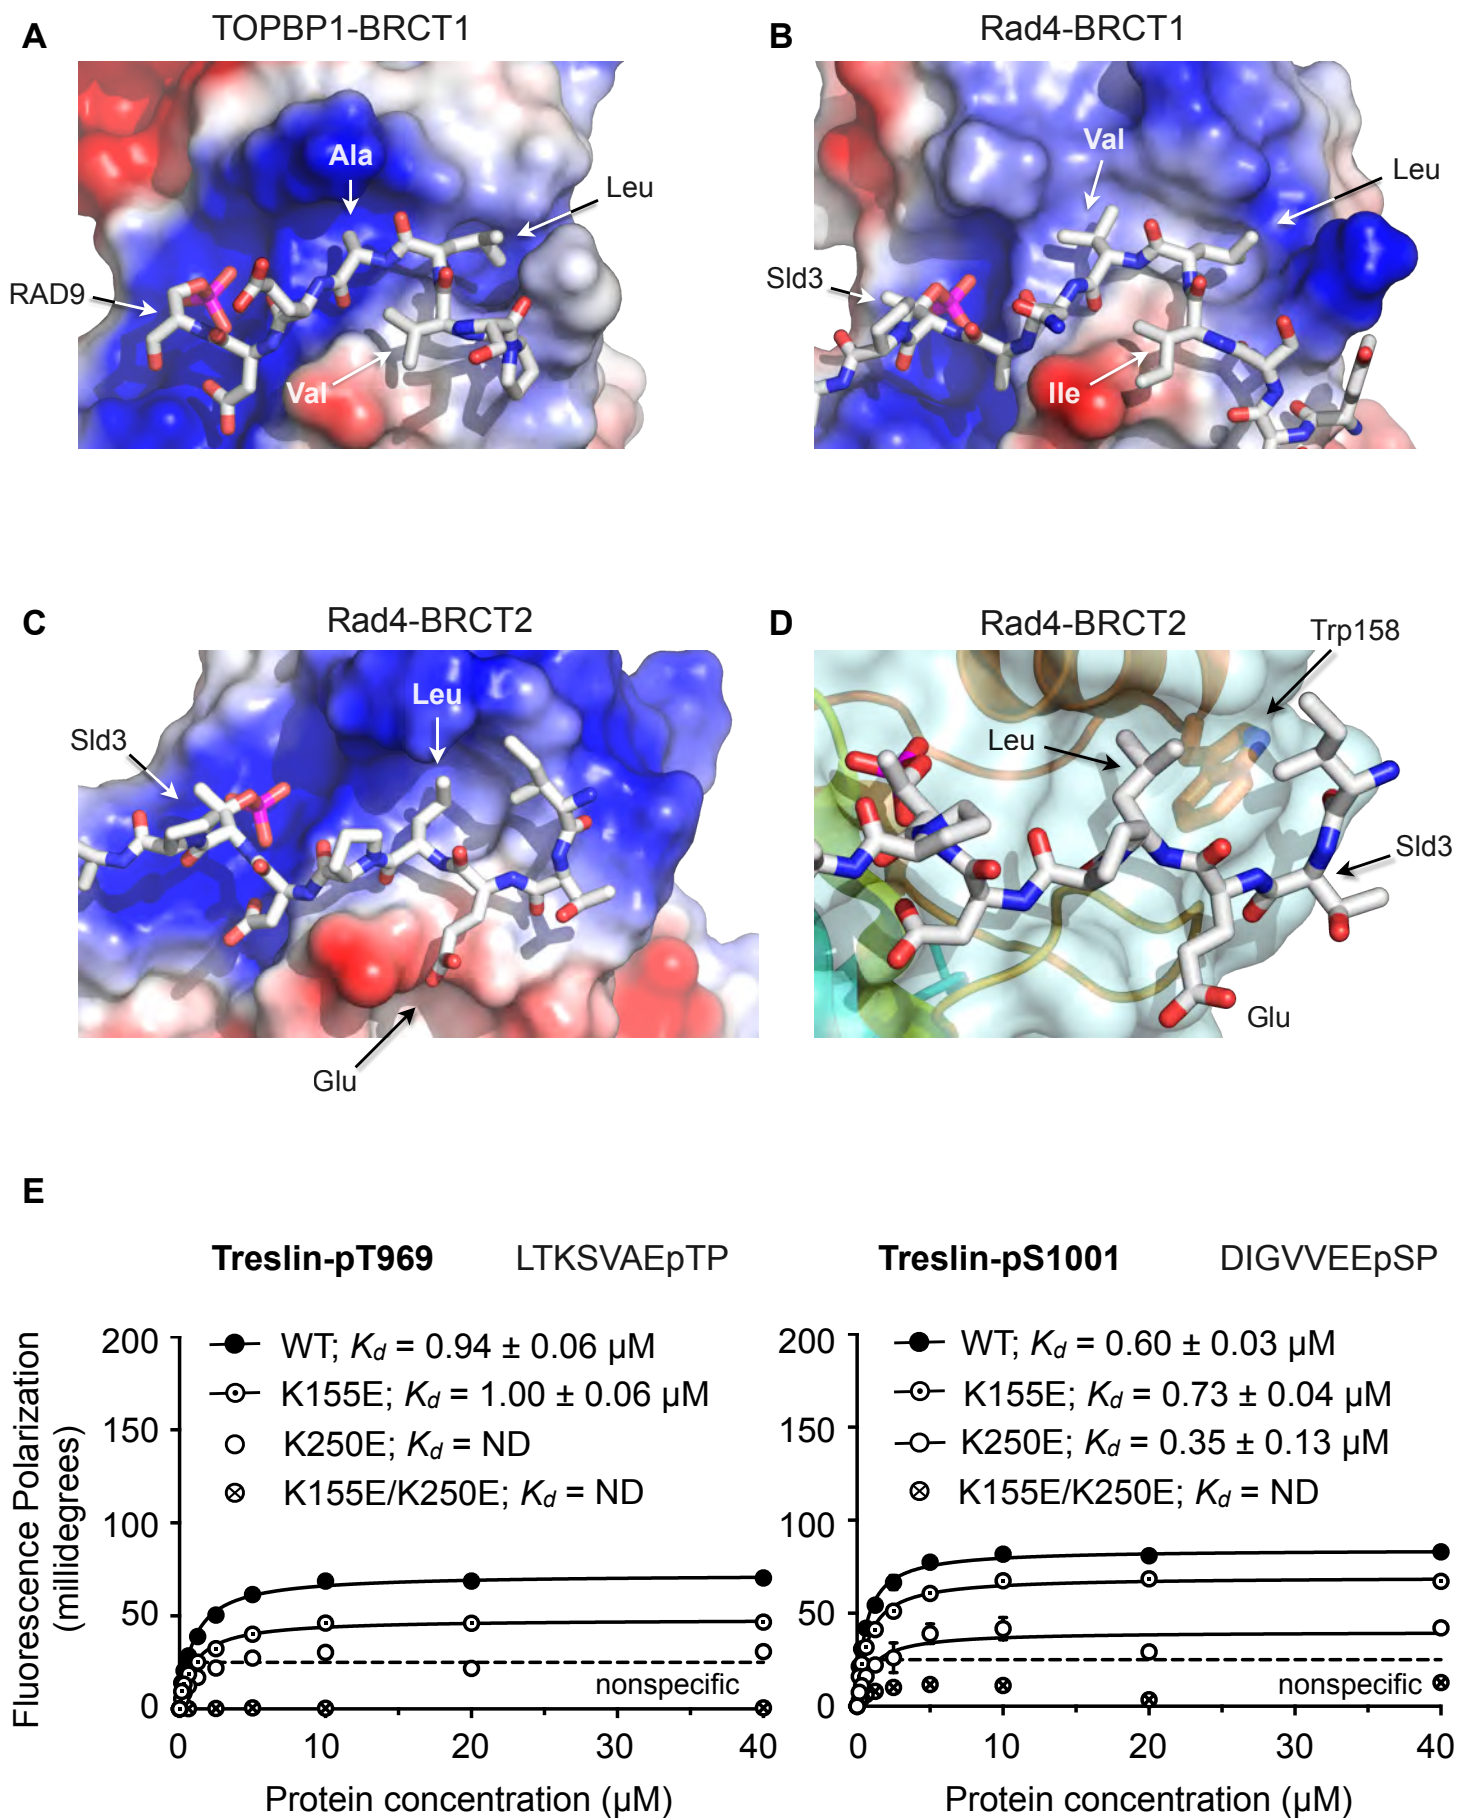 A
TOPBP1-BRCT1
B
Rad4-BRCT1
Ala
Leu
RAD9
Val
Val
Leu
Sld3
Ile
C
Rad4-BRCT2
D
Rad4-BRCT2
Trp158
Leu
Sld3
Glu
Leu
Sld3
Glu
E
Treslin-pT969 LTKSVAEpTP
Treslin-pS1001 DIGVVEEpSP
Fluorescence Polarization
(millidegrees)
200
150
100
50
0
WT; Kd = 0.94 ± 0.06 µM
K155E; Kd = 1.00 ± 0.06 µM
K250E; Kd = ND
K155E/K250E; Kd = ND
nonspecific
0 10 20 30 40
Protein concentration (µM)
200
150
100
50
0
WT; Kd = 0.60 ± 0.03 µM
K155E; Kd = 0.73 ± 0.04 µM
K250E; Kd = 0.35 ± 0.13 µM
K155E/K250E; Kd = ND
nonspecific
0 10 20 30 40
Protein concentration (µM)